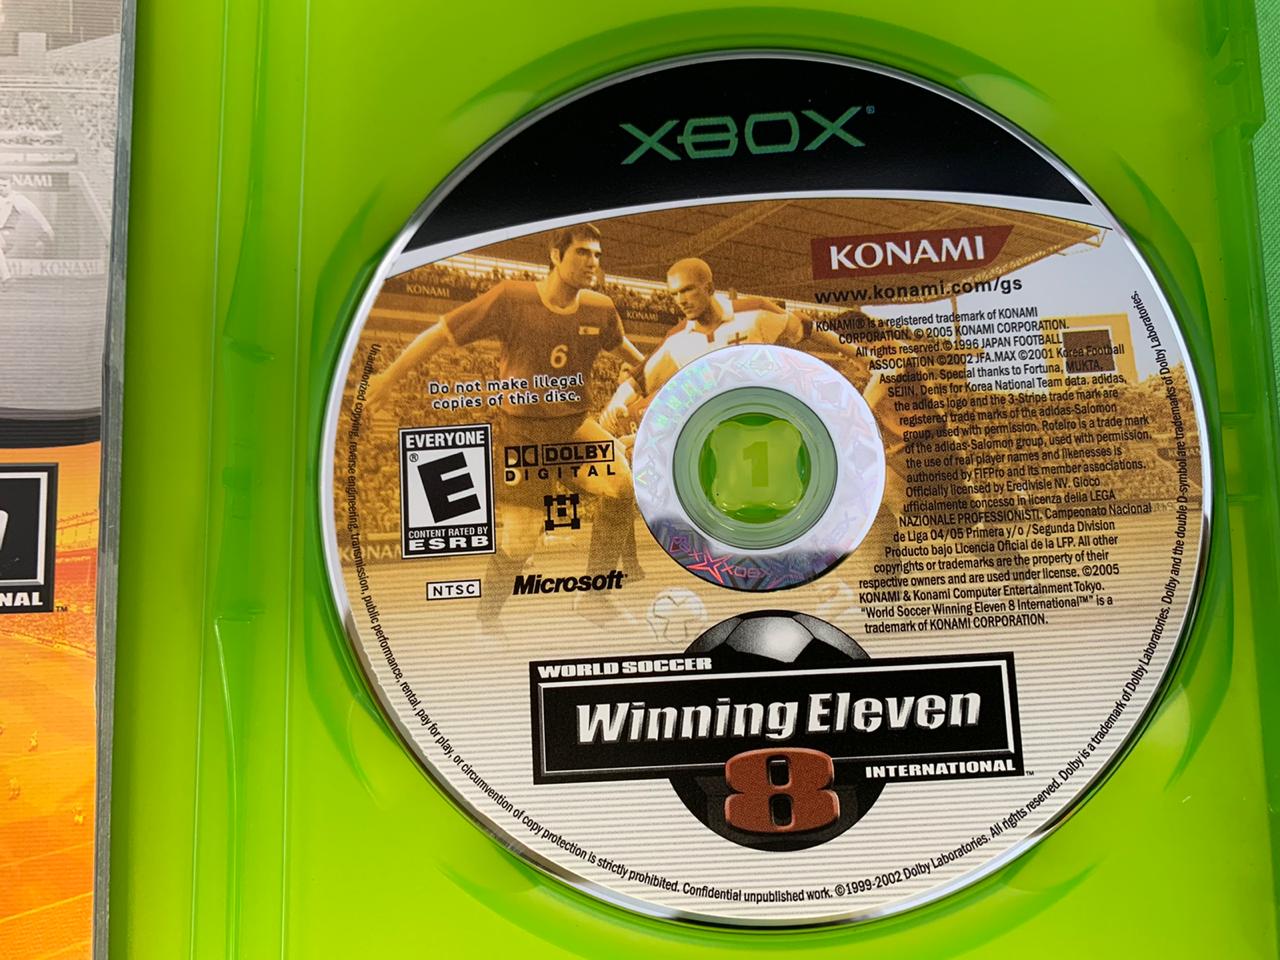 XBOX®
KONAMI
www.konami.com/gs
KONAMI® is a registered trademark of KONAMI
CORPORATION. © 2005 KONAMI CORPORATION.
All rights reserved.©1996 JAPAN FOOTBALL
ASSOCIATION ©2002 JFA.MAX ©2001 Korea Football
Association. Special thanks to Fortuna, MUKTA,
SEJIN, Denis for Korea National Team data. adidas,
the adidas logo and the 3-Stripe trade mark are
registered trade marks of the adidas-Salomon
group, used with permission. Roteiro is a trade mark
of the adidas-Salomon group, used with permission.
the use of real player names and likenesses is
authorised by FIFPro and its member associations.
Officially licensed by Eredivisie NV. Gioco
ufficialmente concesso in licenza della LEGA
NAZIONALE PROFESSIONISTI, Campeonato Nacional
de Liga 04/05 Primera y/o /Segunda División
Producto bajo Licencia Oficial de la LFP. All other
copyrights or trademarks are the property of their
respective owners and are used under license. ©2005
KONAMI & Konami Computer Entertainment Tokyo.
"World Soccer Winning Eleven 8 International™" is a
trademark of KONAMI CORPORATION.
KONAMI
KONAMI
6
Do not make illegal
copies of this disc.
EVERYONE
E
®
CONTENT RATED BY
ESRB
DOLBY
DIGITAL
NTSC
Microsoft®
1
XBOX
WORLD SOCCER
Winning Eleven
8
INTERNATIONAL™
Unauthorized copying, reverse engineering, transmission, public performance, rental, pay for play, or circumvention of copy protection is strictly prohibited. Confidential unpublished work. ©1999-2002 Dolby Laboratories. All rights reserved. Dolby is a trademark of Dolby Laboratories. Dolby and the double D-symbol are trademarks of Dolby Laboratories.
NAMI
KONAMI
NAL™